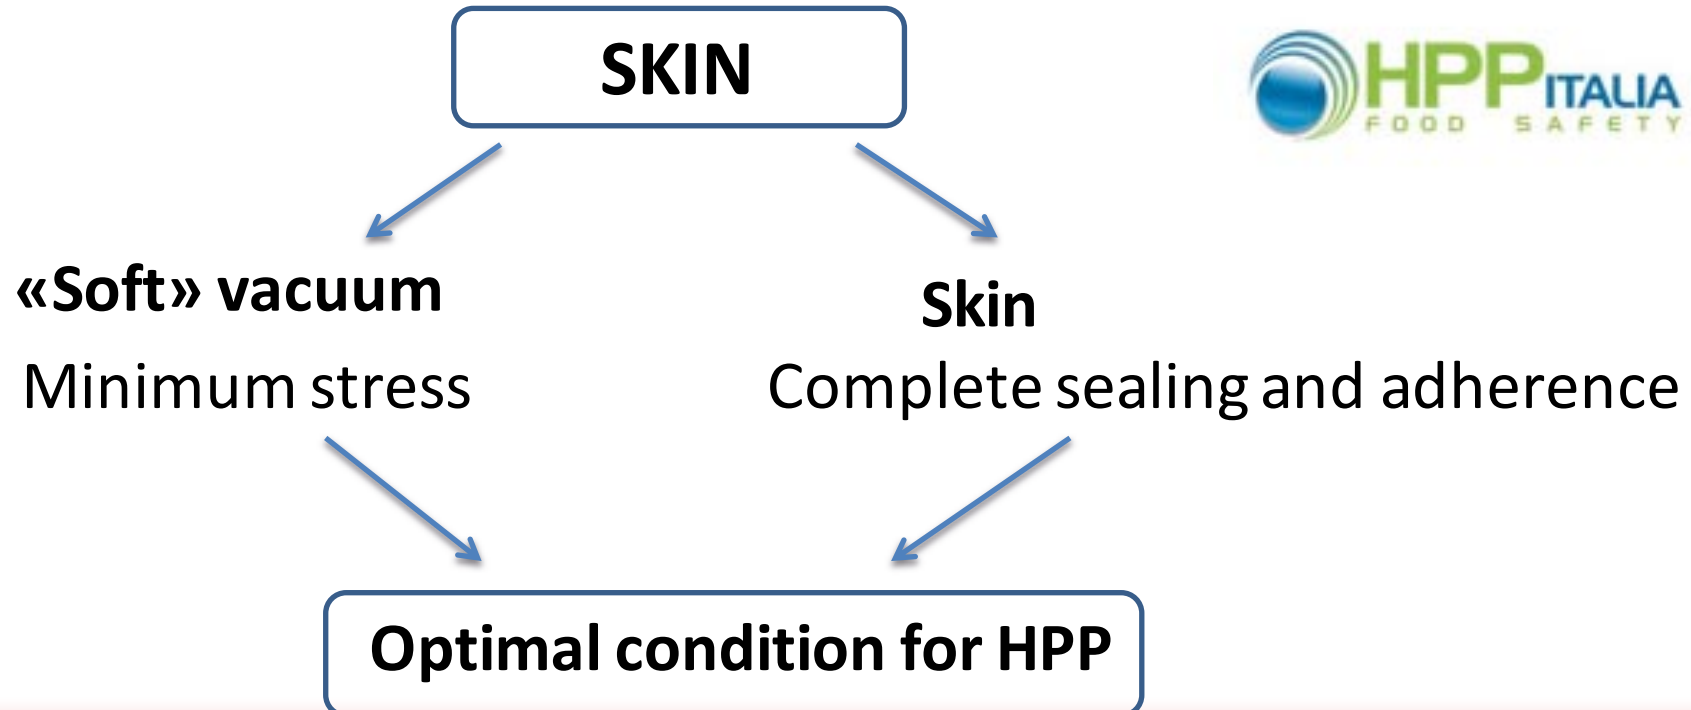 SKIN
HPP ITALIA
FOOD SAFETY
«Soft» vacuum
Minimum stress
Skin
Complete sealing and adherence
Optimal condition for HPP